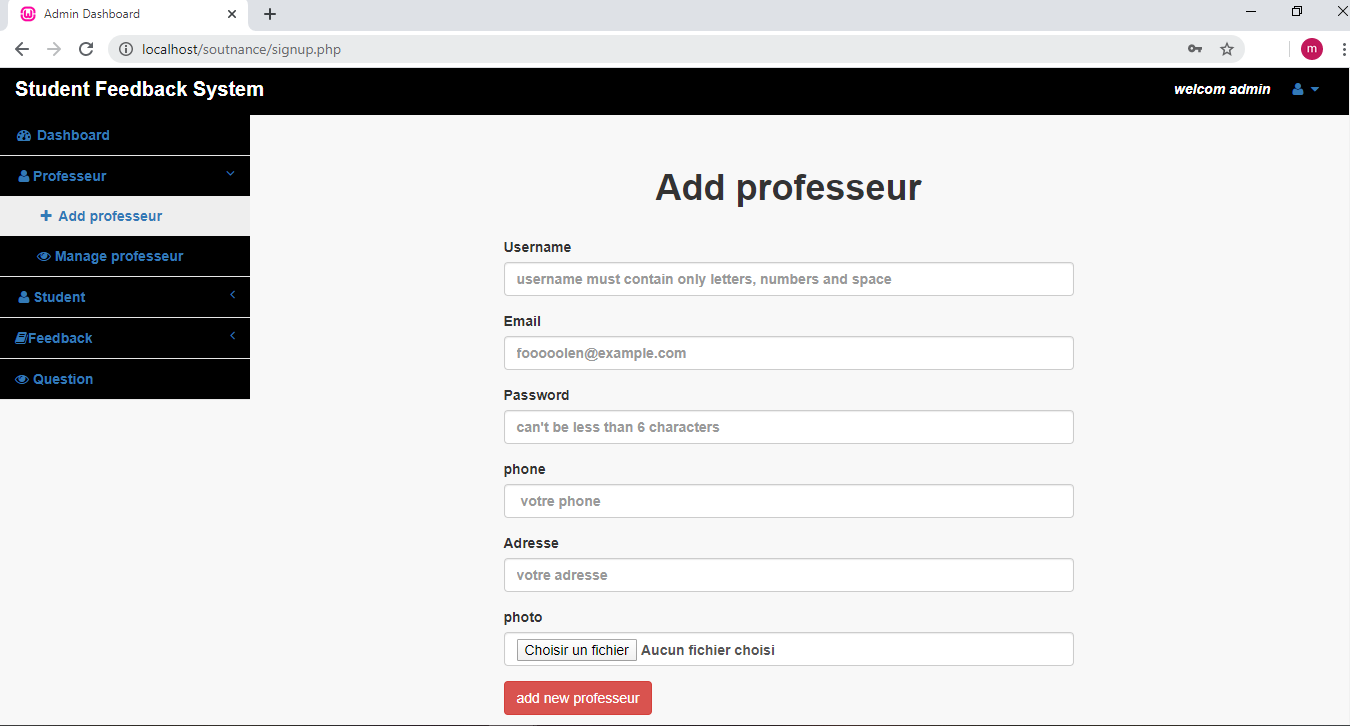 Admin Dashboard
localhost/soutnance/signup.php
m
Student Feedback System
welcom admin
Dashboard
Professeur
Add professeur
Manage professeur
Student
Feedback
Question
Add professeur
Username
username must contain only letters, numbers and space
Email
fooooolen@example.com
Password
can't be less than 6 characters
phone
votre phone
Adresse
votre adresse
photo
Choisir un fichier Aucun fichier choisi
add new professeur